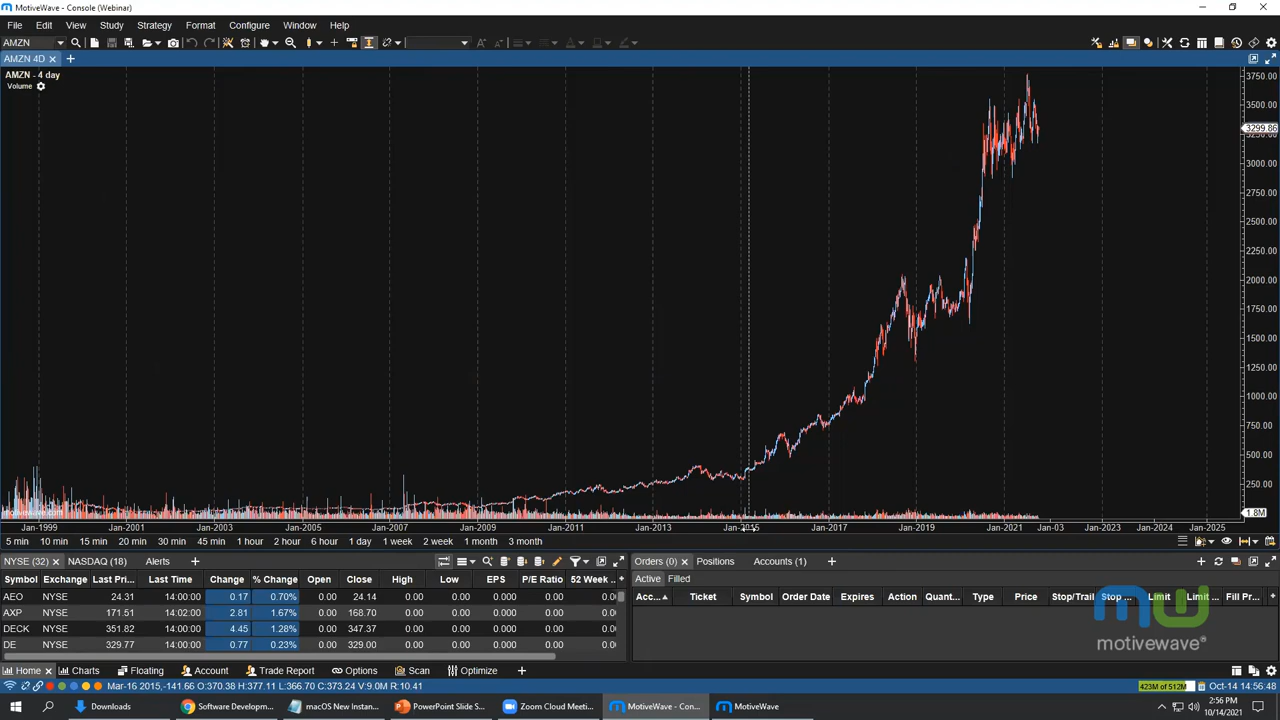 MotiveWave - Console (Webinar)
File Edit View Study Strategy Format Configure Window Help
AMZN
AMZN 4D
AMZN - 4 day
Volume
3750.00
3500.00
3299.86
3250.00
3000.00
2750.00
2500.00
2250.00
2000.00
1750.00
1500.00
1250.00
1000.00
750.00
500.00
250.00
1.8M
motivewave.com
Jan-1999 Jan-2001 Jan-2003 Jan-2005 Jan-2007 Jan-2009 Jan-2011 Jan-2013 Jan-2015 Jan-2017 Jan-2019 Jan-2021 Jan-03 Jan-2023 Jan-2024 Jan-2025
5 min 10 min 15 min 20 min 30 min 45 min 1 hour 2 hour 6 hour 1 day 1 week 2 week 1 month 3 month
NYSE (32) NASDAQ (18) Alerts
Symbol Exchange Last Pri... Last Time Change % Change Open Close High Low EPS P/E Ratio 52 Week ...
AEO NYSE 24.31 14:00:00 0.17 0.70% 0.00 24.14 0.00 0.00 0.000 0.00 0.0
AXP NYSE 171.51 14:02:00 2.81 1.67% 0.00 168.70 0.00 0.00 0.000 0.00 0.0
DECK NYSE 351.82 14:00:00 4.45 1.28% 0.00 347.37 0.00 0.00 0.000 0.00 0.0
DE NYSE 329.77 14:00:00 0.77 0.23% 0.00 329.00 0.00 0.00 0.000 0.00 0.0
Orders (0) Positions Accounts (1)
Active Filled
Acc... Ticket Symbol Order Date Expires Action Quant... Type Price Stop/Trail Stop ... Limit Limit ... Fill Pr...
mw
motivewave®
Home Charts Floating Account Trade Report Options Scan Optimize
Mar-16 2015,-141.66 O:370.38 H:377.11 L:366.70 C:373.24 V:9.0M R:10.41
423M of 512M
Oct-14 14:56:48
Downloads
Software Developm...
macOS New Instan...
PowerPoint Slide S...
Zoom Cloud Meeti...
MotiveWave - Con...
MotiveWave
2:56 PM
10/14/2021